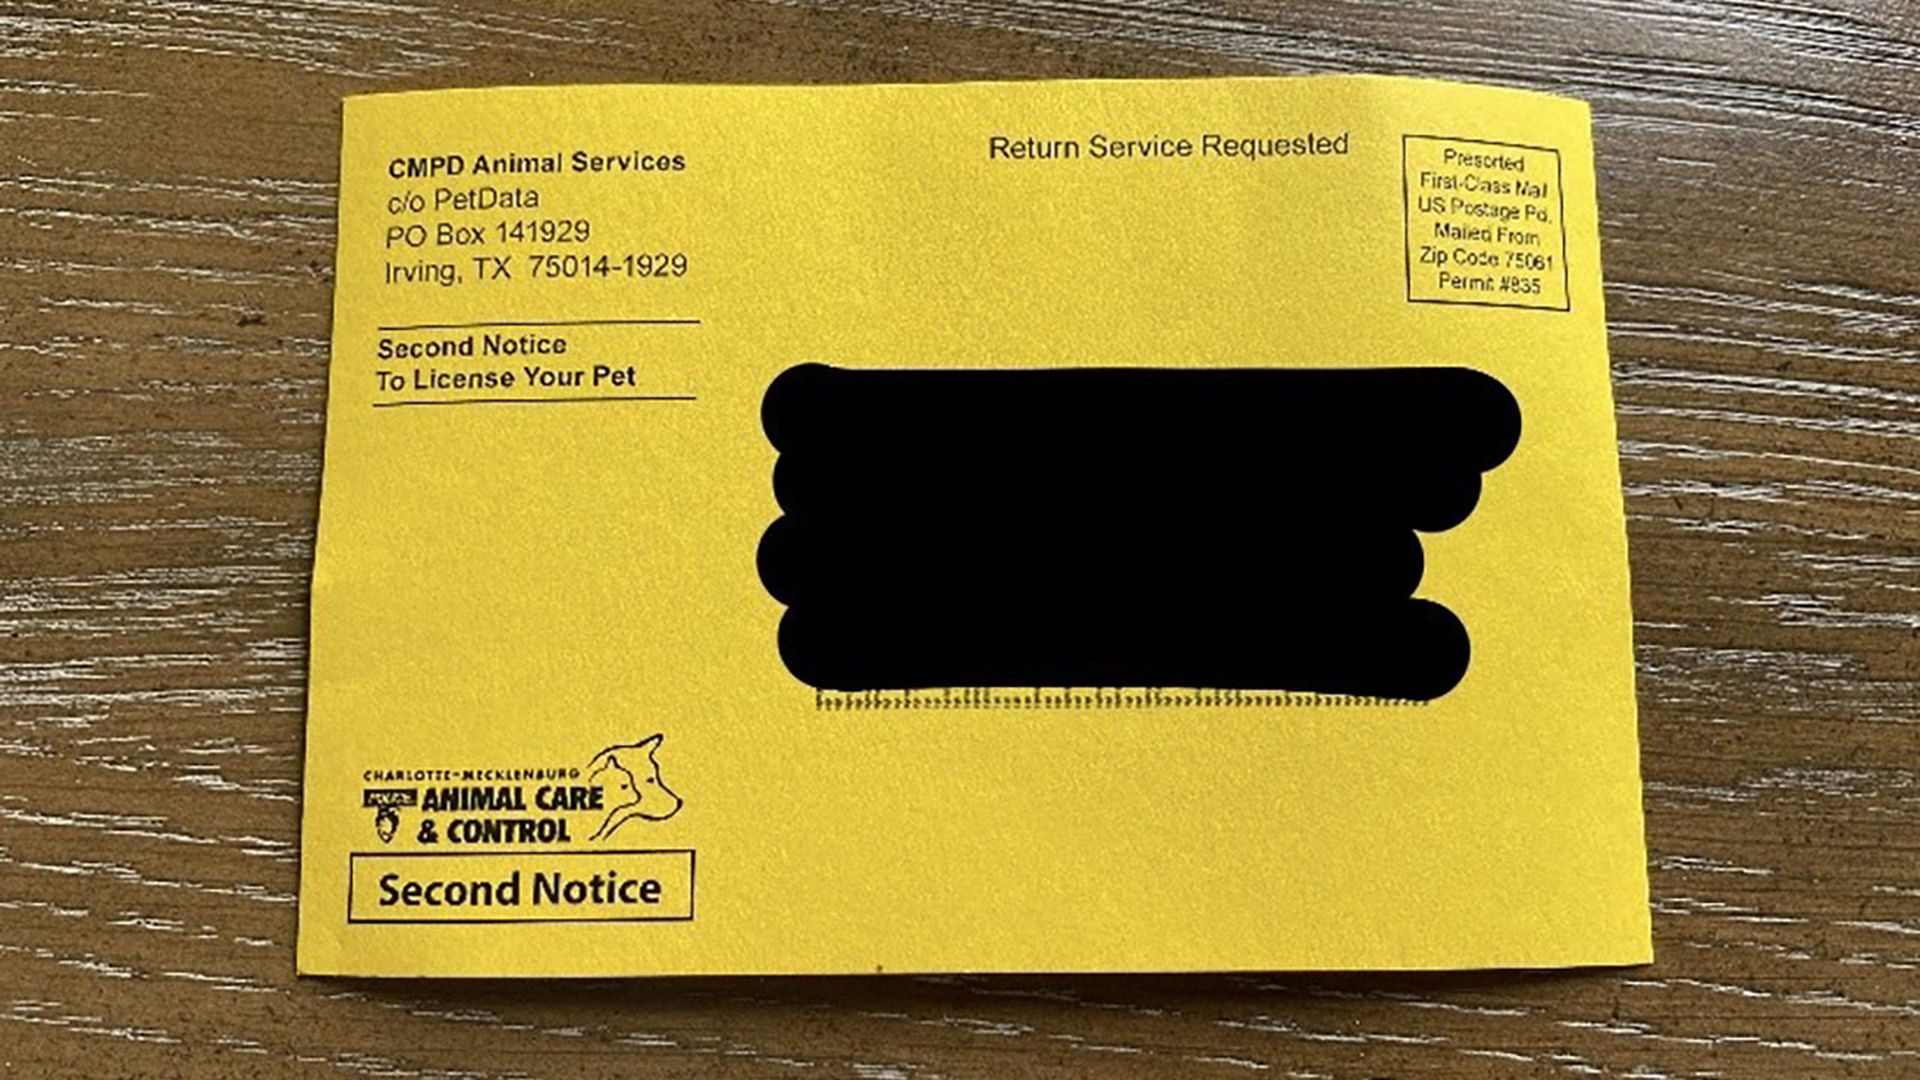 CMPD Animal Services
c/o PetData
PO Box 141929
Irving, TX 75014-1929
Return Service Requested
Presorted
First-Class Mail
US Postage Pd.
Mailed From
Zip Code 75061
Permit #835
Second Notice
To License Your Pet
CHARLOTTE-MECKLENBURG
POLICE ANIMAL CARE
& CONTROL
Second Notice